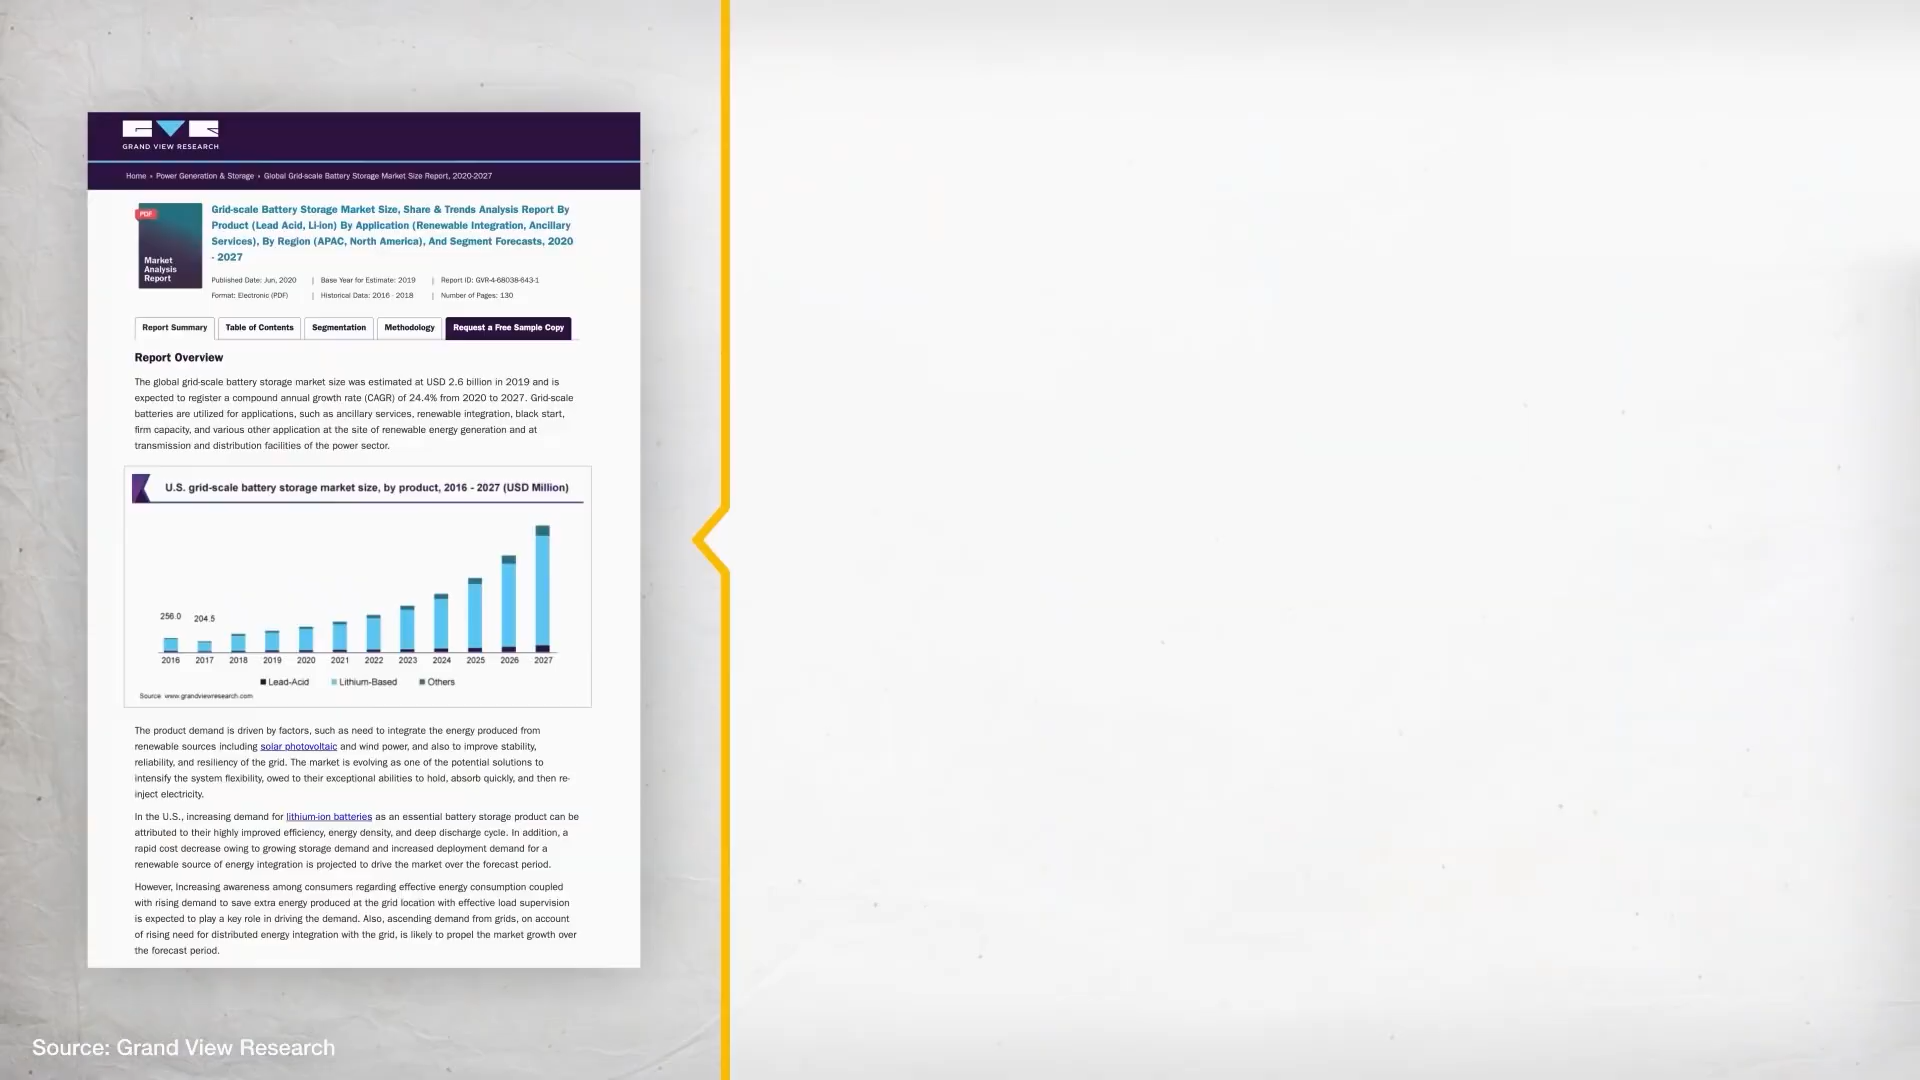 GRAND VIEW RESEARCH
Home • Power Generation & Storage • Global Grid-scale Battery Storage Market Size Report, 2020-2027
PDF
Market
Analysis
Report
Grid-scale Battery Storage Market Size, Share & Trends Analysis Report By
Product (Lead Acid, Li-ion) By Application (Renewable Integration, Ancillary
Services), By Region (APAC, North America), And Segment Forecasts, 2020
- 2027
Published Date: Jun, 2020 | Base Year for Estimate: 2019 | Report ID: GVR-4-68038-643-1
Format: Electronic (PDF) | Historical Data: 2016 - 2018 | Number of Pages: 130
Report Summary Table of Contents Segmentation Methodology Request a Free Sample Copy
Report Overview
The global grid-scale battery storage market size was estimated at USD 2.6 billion in 2019 and is
expected to register a compound annual growth rate (CAGR) of 24.4% from 2020 to 2027. Grid-scale
batteries are utilized for applications, such as ancillary services, renewable integration, black start,
firm capacity, and various other application at the site of renewable energy generation and at
transmission and distribution facilities of the power sector.
U.S. grid-scale battery storage market size, by product, 2016 - 2027 (USD Million)
256.0 204.5
2016 2017 2018 2019 2020 2021 2022 2023 2024 2025 2026 2027
Lead-Acid Lithium-Based Others
Source www.grandviewresearch.com
The product demand is driven by factors, such as need to integrate the energy produced from
renewable sources including solar photovoltaic and wind power, and also to improve stability,
reliability, and resiliency of the grid. The market is evolving as one of the potential solutions to
intensify the system flexibility, owed to their exceptional abilities to hold, absorb quickly, and then re-
inject electricity.
In the U.S., increasing demand for lithium-ion batteries as an essential battery storage product can be
attributed to their highly improved efficiency, energy density, and deep discharge cycle. In addition, a
rapid cost decrease owing to growing storage demand and increased deployment demand for a
renewable source of energy integration is projected to drive the market over the forecast period.
However, Increasing awareness among consumers regarding effective energy consumption coupled
with rising demand to save extra energy produced at the grid location with effective load supervision
is expected to play a key role in driving the demand. Also, ascending demand from grids, on account
of rising need for distributed energy integration with the grid, is likely to propel the market growth over
the forecast period.
Source: Grand View Research